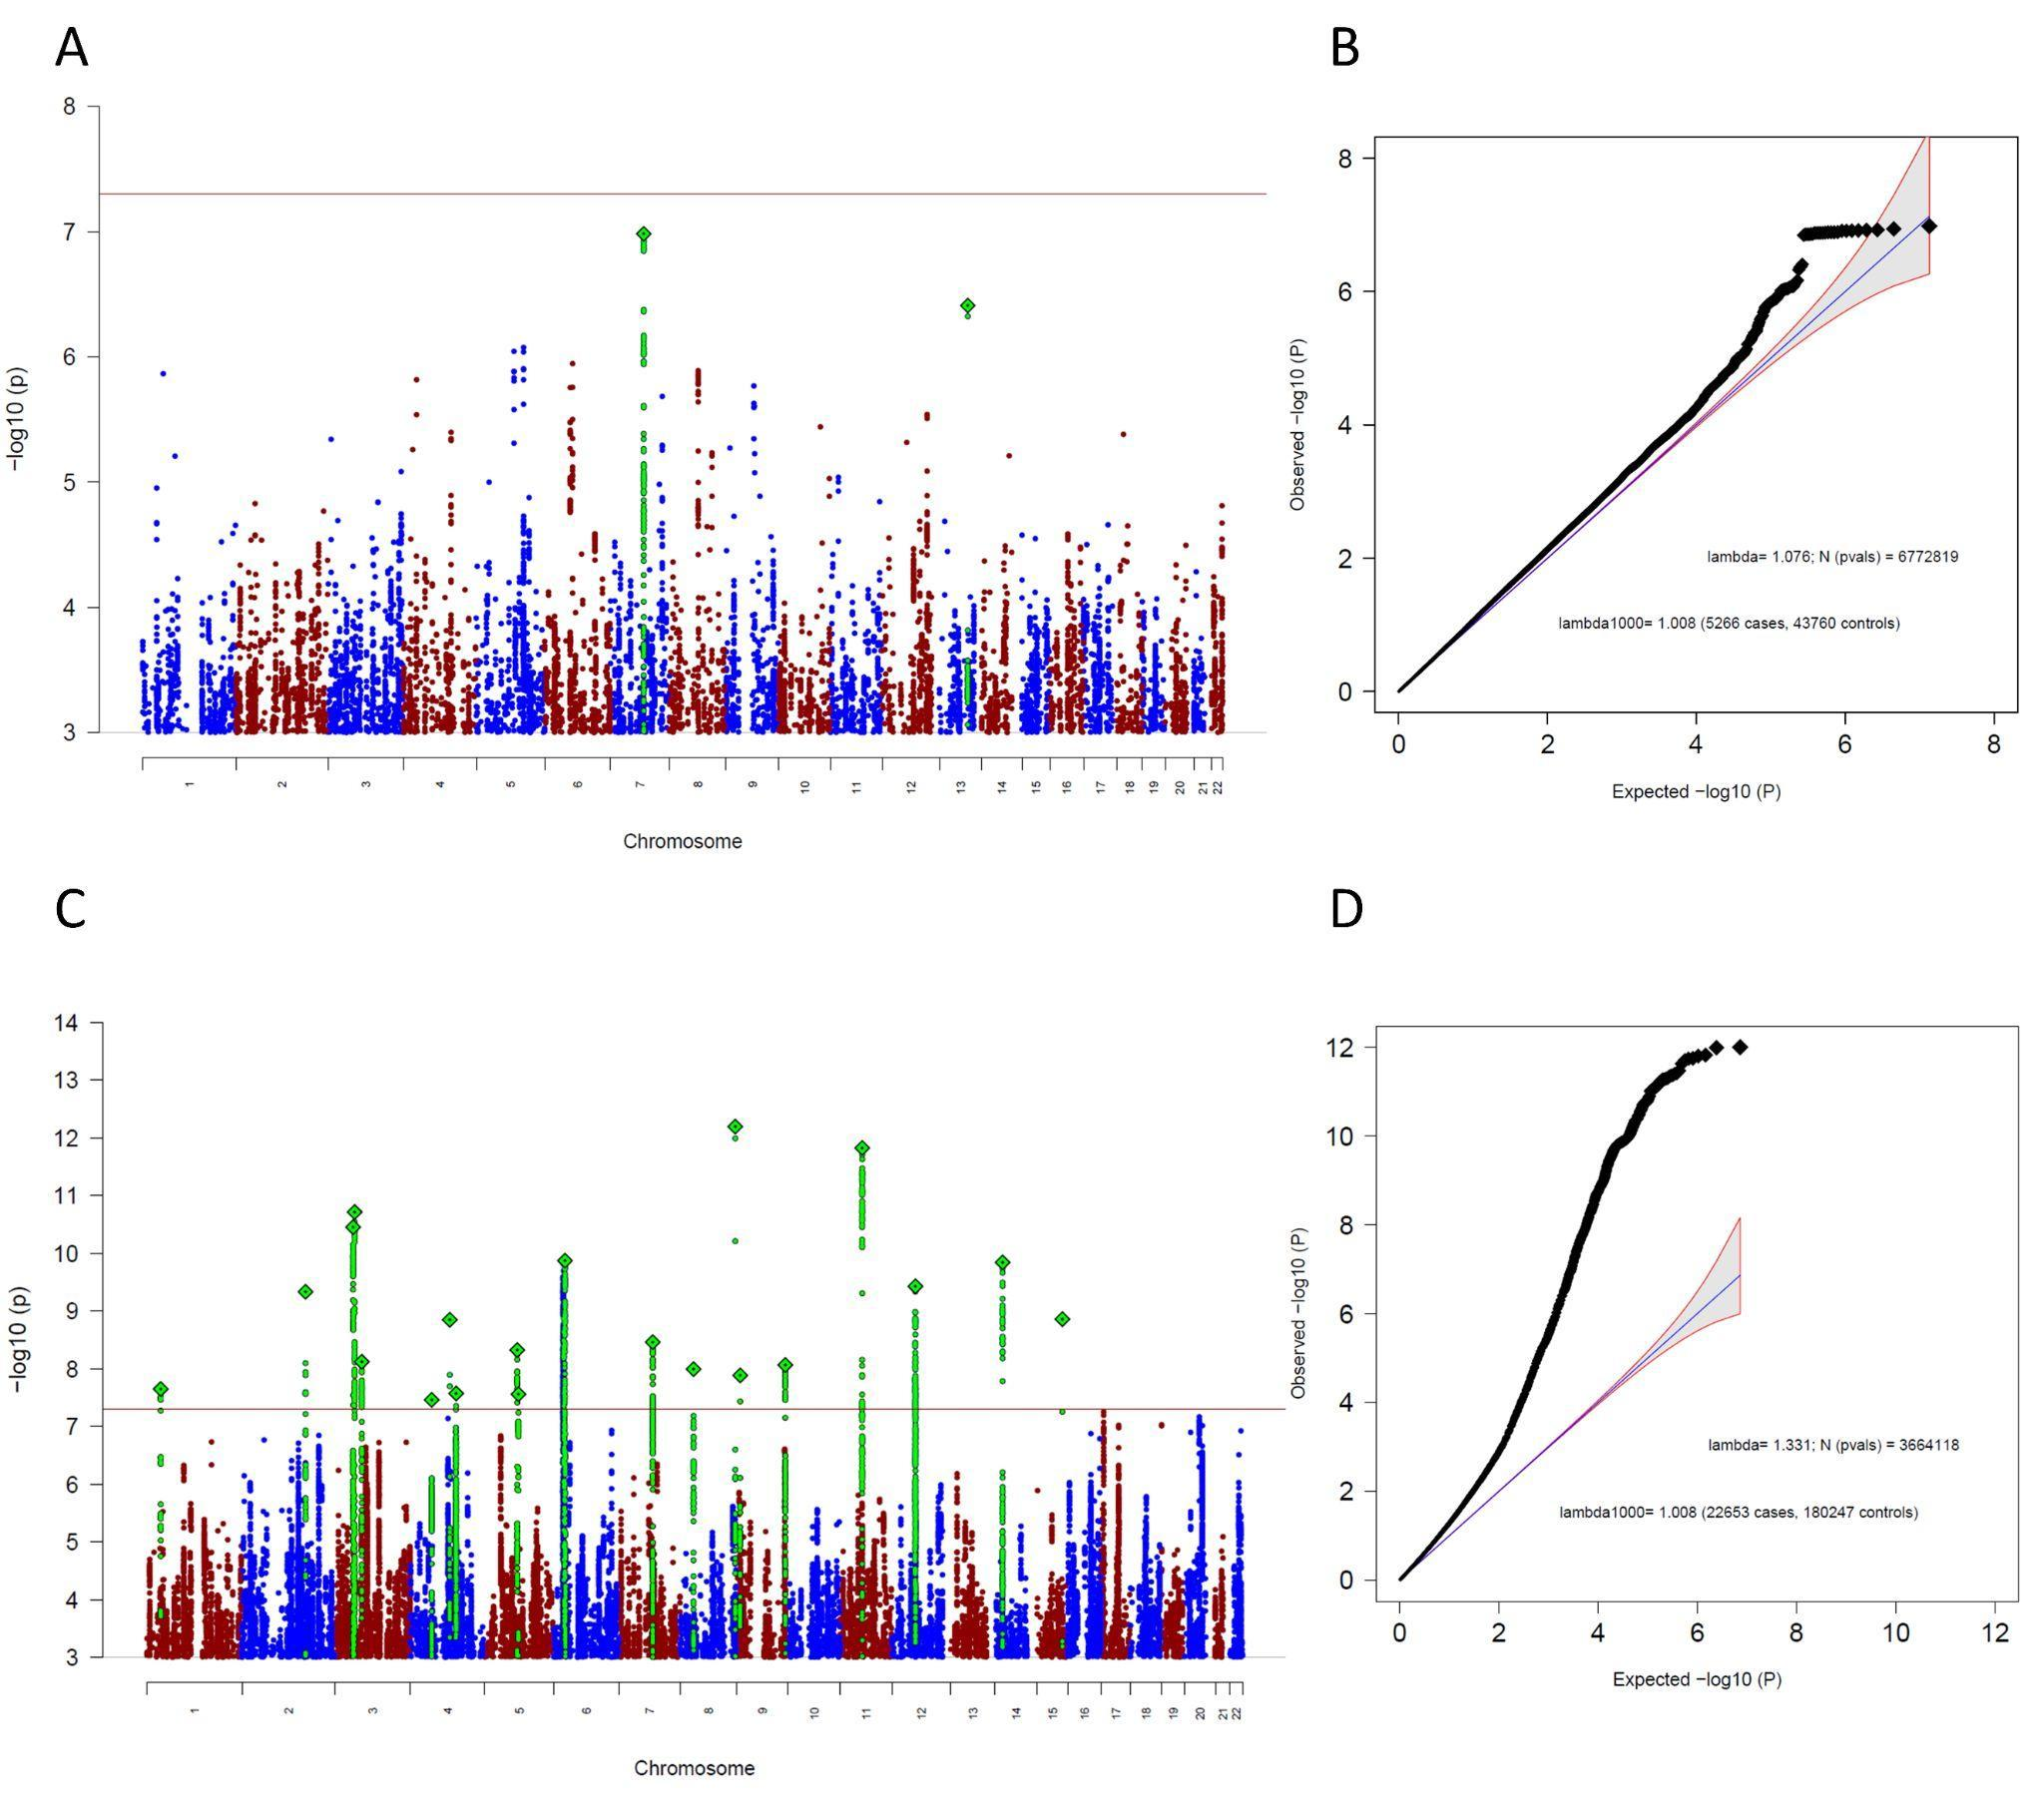 A
B
8
7
6
5
4
3
−log10 (p)
1 2 3 4 5 6 7 8 9 10 11 12 13 14 15 16 17 18 19 20 21 22
Chromosome
8
6
4
2
0
Observed −log10 (P)
lambda= 1.076; N (pvals) = 6772819
lambda1000= 1.008 (5266 cases, 43760 controls)
0 2 4 6 8
Expected −log10 (P)
C
D
14
13
12
11
10
9
8
7
6
5
4
3
−log10 (p)
1 2 3 4 5 6 7 8 9 10 11 12 13 14 15 16 17 18 19 20 21 22
Chromosome
12
10
8
6
4
2
0
Observed −log10 (P)
lambda= 1.331; N (pvals) = 3664118
lambda1000= 1.008 (22653 cases, 180247 controls)
0 2 4 6 8 10 12
Expected −log10 (P)